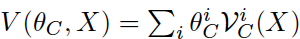 V(θ_C, X) = ∑_i θ_C^i 𝒱_C^i(X)